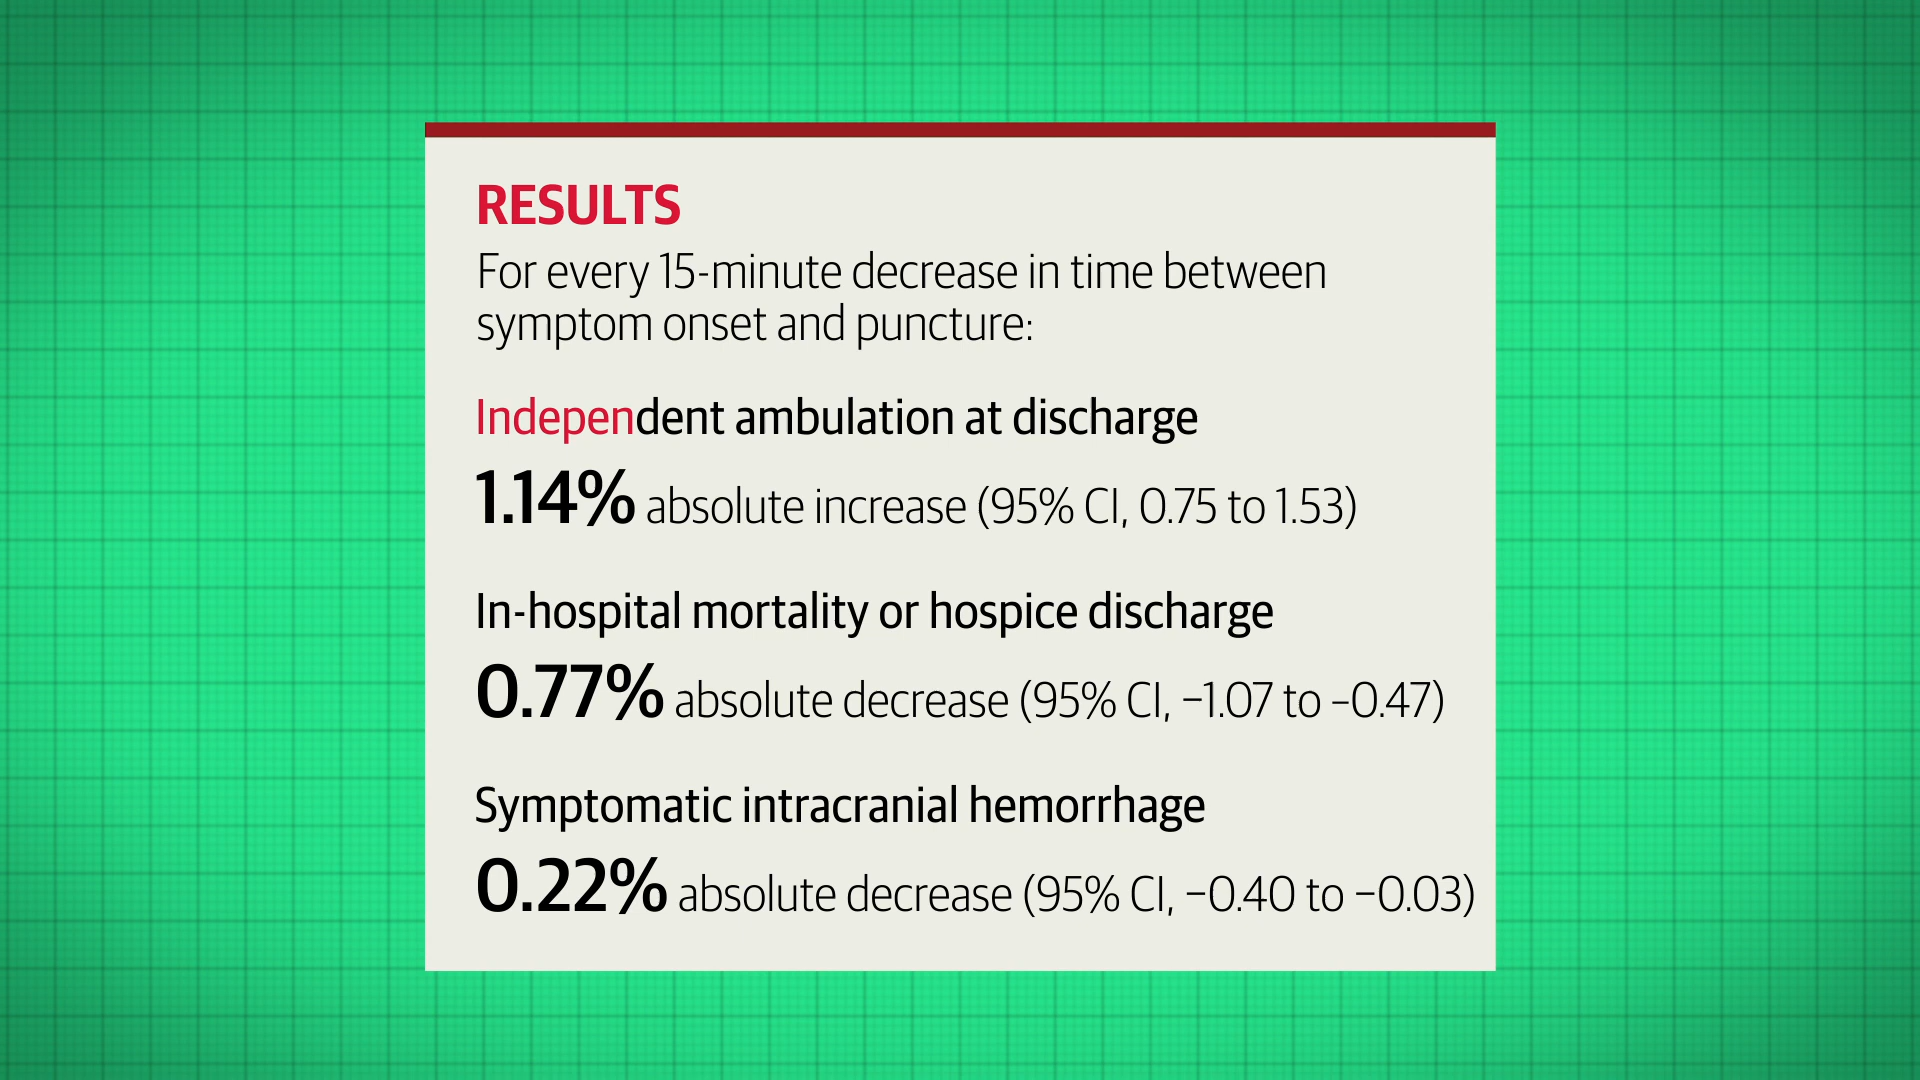 RESULTS
For every 15-minute decrease in time between
symptom onset and puncture:
Independent ambulation at discharge
1.14% absolute increase (95% CI, 0.75 to 1.53)
In-hospital mortality or hospice discharge
0.77% absolute decrease (95% CI, −1.07 to –0.47)
Symptomatic intracranial hemorrhage
0.22% absolute decrease (95% CI, −0.40 to −0.03)